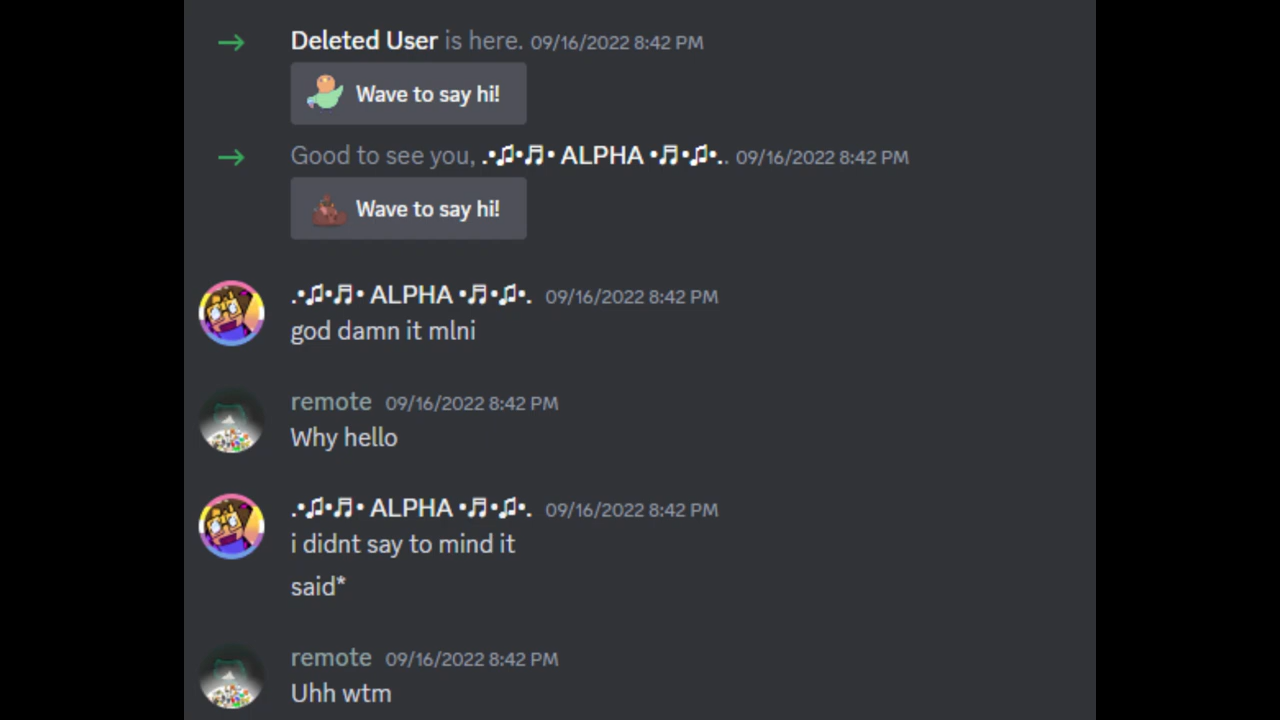 Deleted User is here. 09/16/2022 8:42 PM
Wave to say hi!
Good to see you, .•♫•♬• ALPHA •♬•♫•.. 09/16/2022 8:42 PM
Wave to say hi!
.•♫•♬• ALPHA •♬•♫•. 09/16/2022 8:42 PM
god damn it mlni
remote 09/16/2022 8:42 PM
Why hello
.•♫•♬• ALPHA •♬•♫•. 09/16/2022 8:42 PM
i didnt say to mind it
said*
remote 09/16/2022 8:42 PM
Uhh wtm